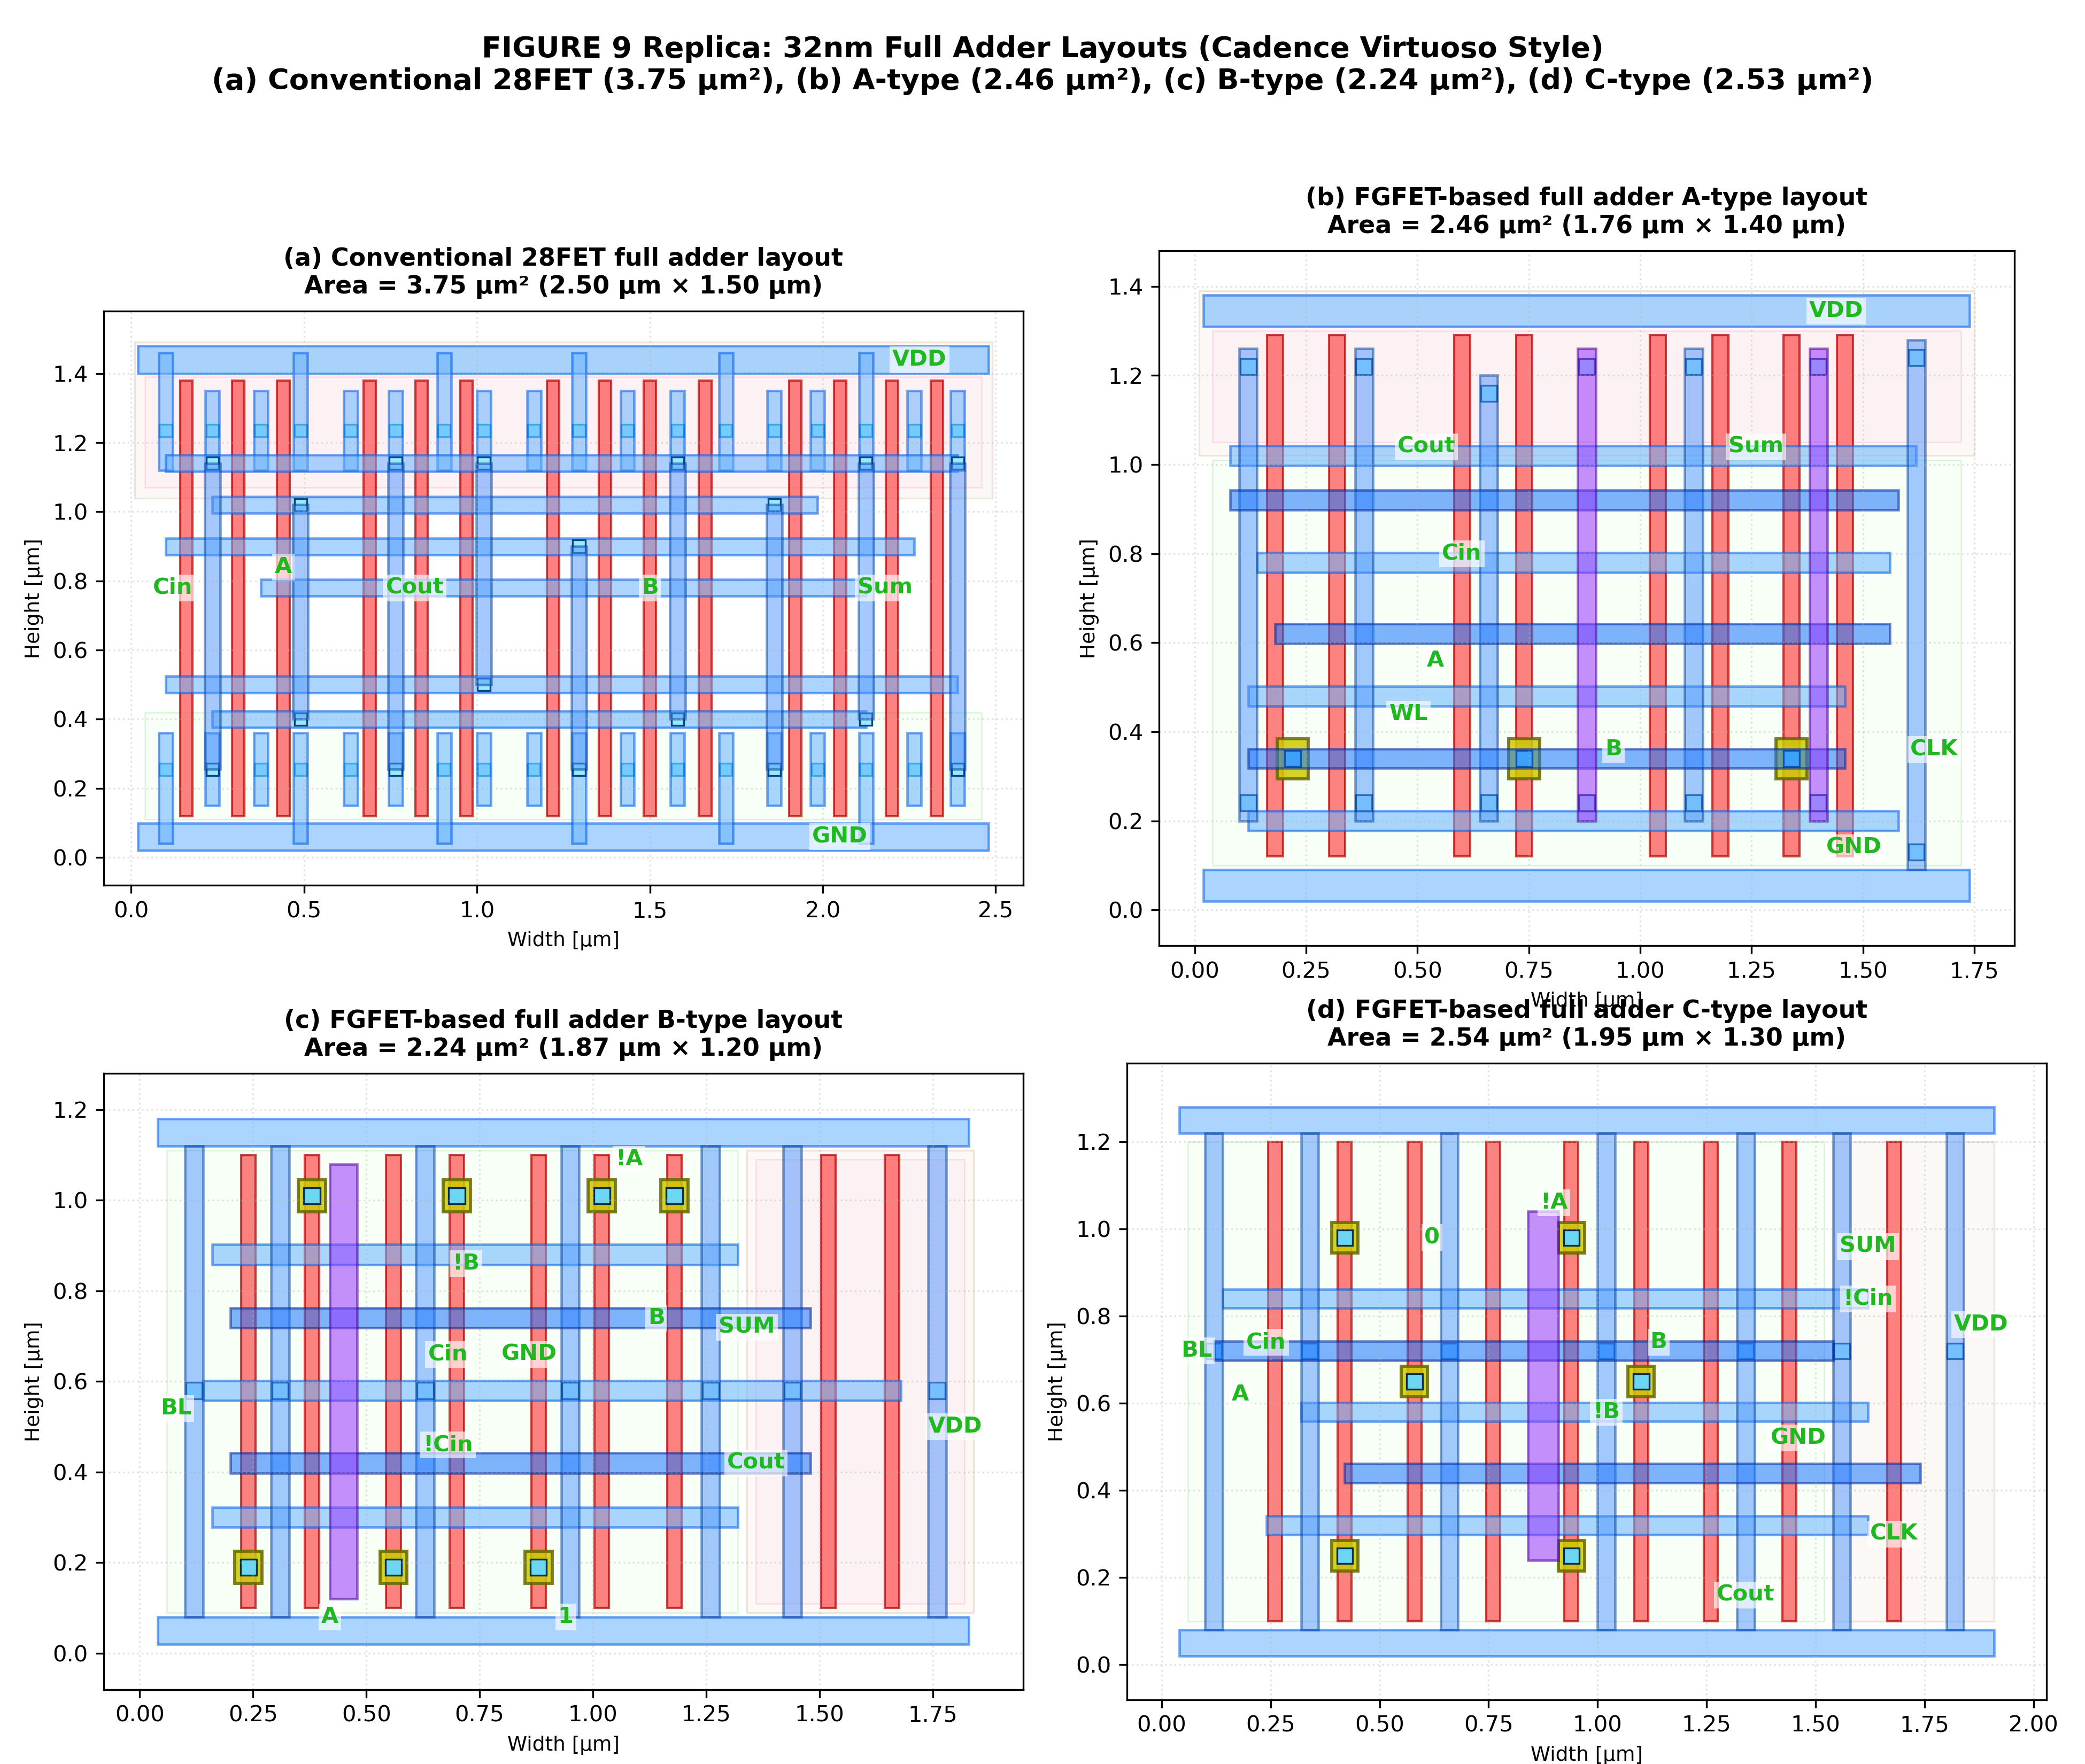 FIGURE 9 Replica: 32nm Full Adder Layouts (Cadence Virtuoso Style)
(a) Conventional 28FET (3.75 µm²), (b) A-type (2.46 µm²), (c) B-type (2.24 µm²), (d) C-type (2.53 µm²)
(a) Conventional 28FET full adder layout
Area = 3.75 µm² (2.50 µm × 1.50 µm)
Height [µm]
1.4
1.2
1.0
0.8
0.6
0.4
0.2
0.0
VDD
A
Cin
Cout
B
Sum
GND
0.0
0.5
1.0
1.5
2.0
2.5
Width [µm]
(b) FGFET-based full adder A-type layout
Area = 2.46 µm² (1.76 µm × 1.40 µm)
Height [µm]
1.4
1.2
1.0
0.8
0.6
0.4
0.2
0.0
VDD
Cout
Sum
Cin
A
WL
B
CLK
GND
0.00
0.25
0.50
0.75
1.00
1.25
1.50
1.75
Width [µm]
(c) FGFET-based full adder B-type layout
Area = 2.24 µm² (1.87 µm × 1.20 µm)
Height [µm]
1.2
1.0
0.8
0.6
0.4
0.2
0.0
!A
!B
B
SUM
Cin
GND
BL
VDD
!Cin
Cout
A
1
0.00
0.25
0.50
0.75
1.00
1.25
1.50
1.75
Width [µm]
(d) FGFET-based full adder C-type layout
Area = 2.54 µm² (1.95 µm × 1.30 µm)
Height [µm]
1.2
1.0
0.8
0.6
0.4
0.2
0.0
!A
0
SUM
!Cin
VDD
BL
Cin
B
A
!B
GND
CLK
Cout
0.00
0.25
0.50
0.75
1.00
1.25
1.50
1.75
2.00
Width [µm]